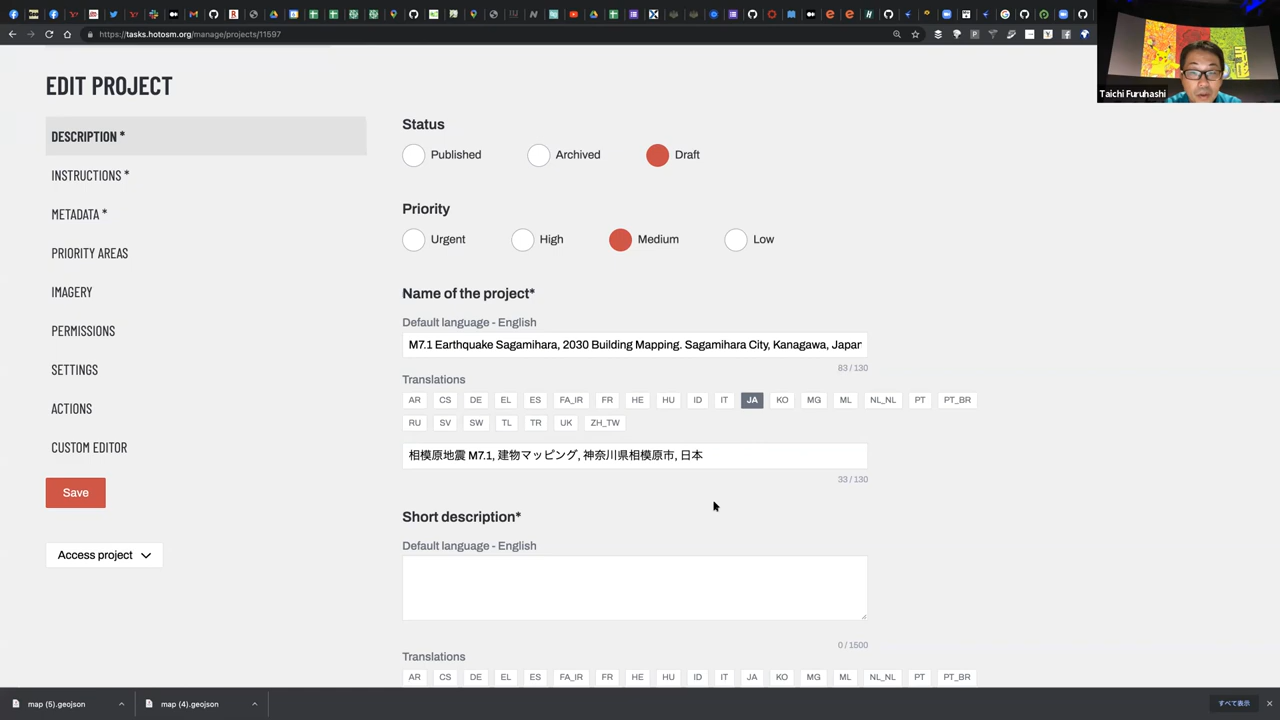 https://tasks.hotosm.org/manage/projects/11597
Taichi Furuhashi
EDIT PROJECT
DESCRIPTION *
INSTRUCTIONS *
METADATA *
PRIORITY AREAS
IMAGERY
PERMISSIONS
SETTINGS
ACTIONS
CUSTOM EDITOR
Save
Access project
Status
Published Archived Draft
Priority
Urgent High Medium Low
Name of the project*
Default language - English
M7.1 Earthquake Sagamihara, 2030 Building Mapping. Sagamihara City, Kanagawa, Japan
83 / 130
Translations
AR CS DE EL ES FA_IR FR HE HU ID IT JA KO MG ML NL_NL PT PT_BR
RU SV SW TL TR UK ZH_TW
相模原地震 M7.1, 建物マッピング, 神奈川県相模原市, 日本
33 / 130
Short description*
Default language - English
0 / 1500
Translations
AR CS DE EL ES FA_IR FR HE HU ID IT JA KO MG ML NL_NL PT PT_BR
map (5).geojson
map (4).geojson
すべて表示